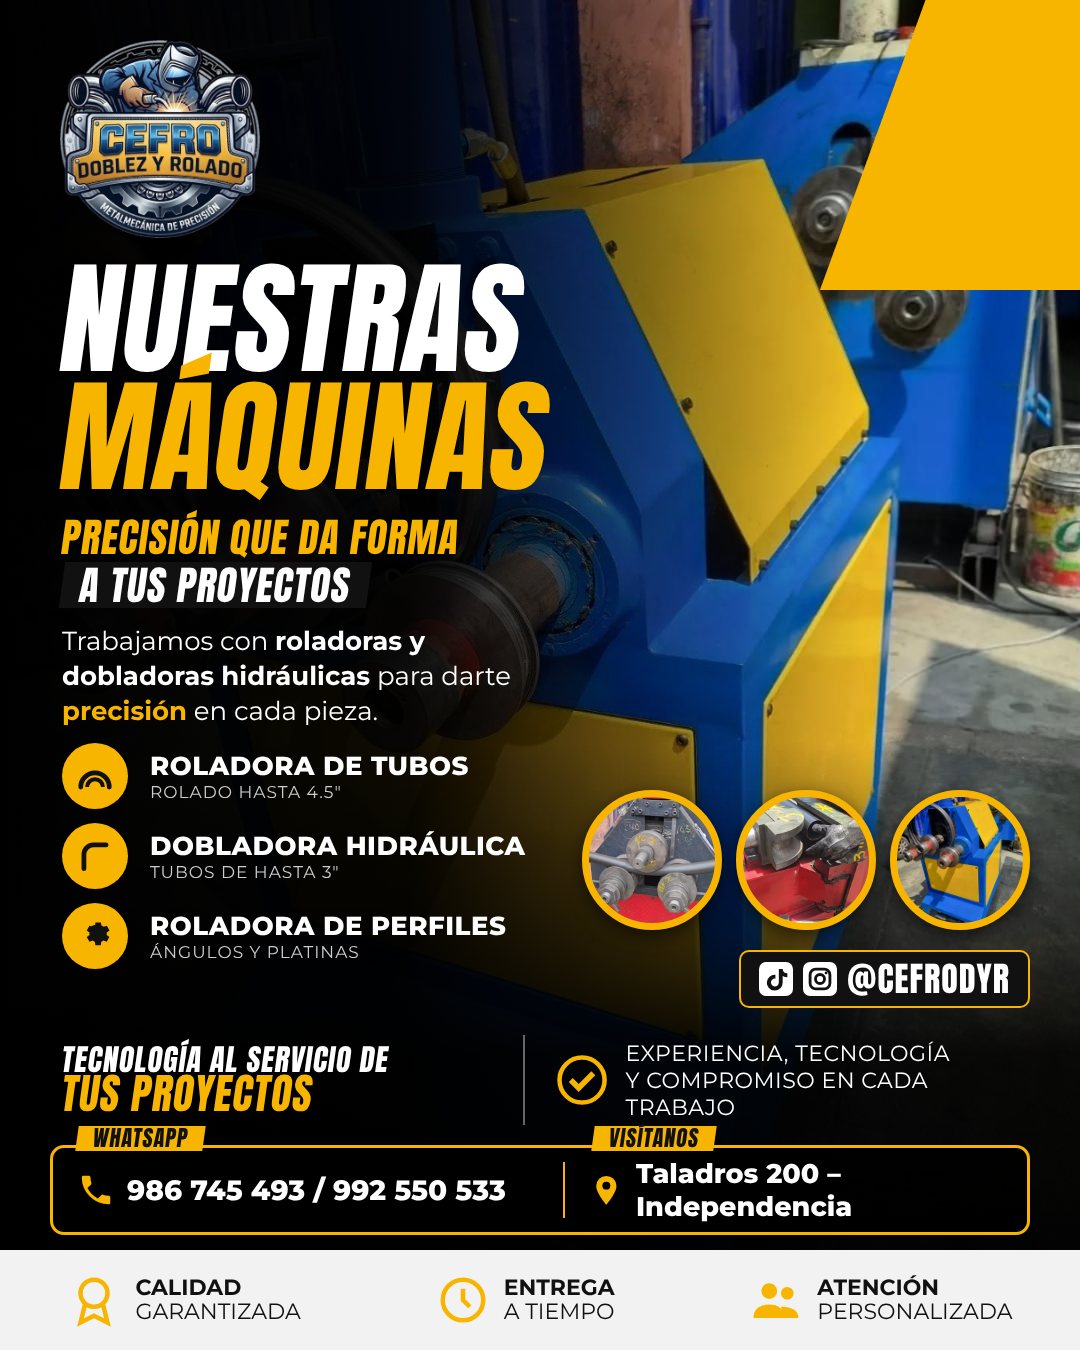 CEFRO
DOBLEZ Y ROLADO
METALMECÁNICA DE PRECISIÓN
NUESTRAS
MÁQUINAS
PRECISIÓN QUE DA FORMA
A TUS PROYECTOS
Trabajamos con roladoras y
dobladoras hidráulicas para darte
precisión en cada pieza.
ROLADORA DE TUBOS
ROLADO HASTA 4.5"
DOBLADORA HIDRÁULICA
TUBOS DE HASTA 3"
ROLADORA DE PERFILES
ÁNGULOS Y PLATINAS
@CEFRODYR
TECNOLOGÍA AL SERVICIO DE
TUS PROYECTOS
EXPERIENCIA, TECNOLOGÍA
Y COMPROMISO EN CADA
TRABAJO
WHATSAPP
986 745 493 / 992 550 533
VISÍTANOS
Taladros 200 –
Independencia
CALIDAD
GARANTIZADA
ENTREGA
A TIEMPO
ATENCIÓN
PERSONALIZADA